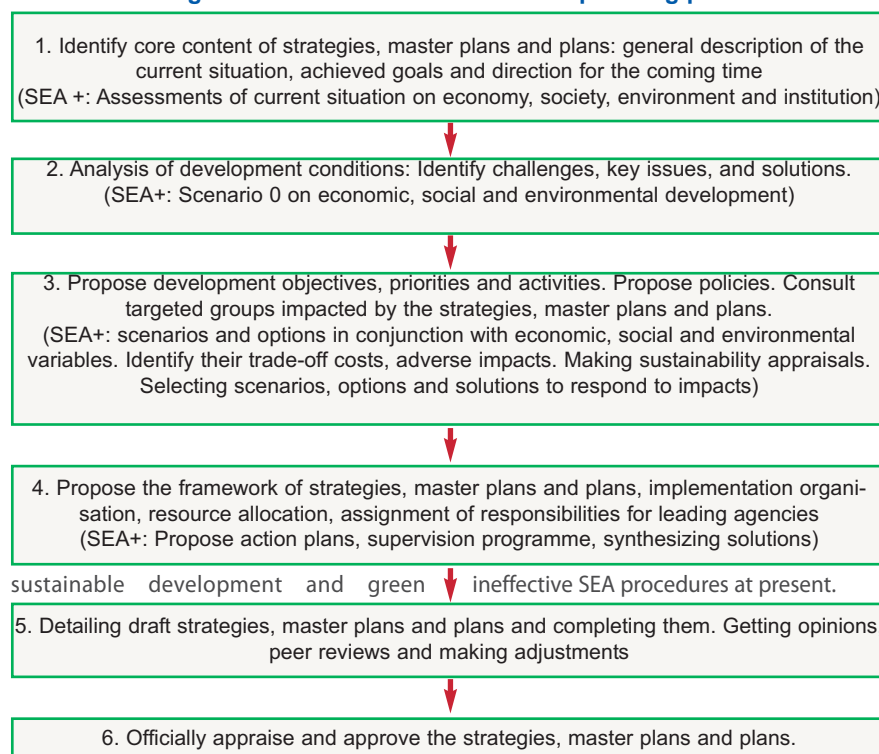 1. Identify core content of strategies, master plans and plans: general description of the
current situation, achieved goals and direction for the coming time
(SEA +: Assessments of current situation on economy, society, environment and institution)
2. Analysis of development conditions: Identify challenges, key issues, and solutions.
(SEA+: Scenario 0 on economic, social and environmental development)
3. Propose development objectives, priorities and activities. Propose policies. Consult
targeted groups impacted by the strategies, master plans and plans.
(SEA+: scenarios and options in conjunction with economic, social and environmental
variables. Identify their trade-off costs, adverse impacts. Making sustainability appraisals.
Selecting scenarios, options and solutions to respond to impacts)
4. Propose the framework of strategies, master plans and plans, implementation organi-
sation, resource allocation, assignment of responsibilities for leading agencies
(SEA+: Propose action plans, supervision programme, synthesizing solutions)
sustainable development and green ineffective SEA procedures at present.
5. Detailing draft strategies, master plans and plans and completing them. Getting opinions
peer reviews and making adjustments
6. Officially appraise and approve the strategies, master plans and plans.